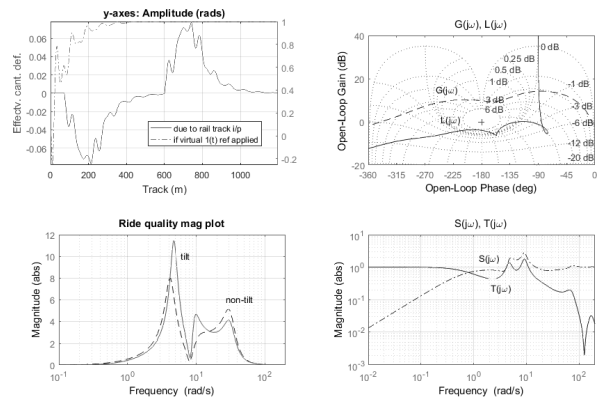 y-axes: Amplitude (rads)
Effectv. cant. def.
0.06
0.04
0.02
0
-0.02
-0.04
-0.06
1
0.8
0.6
0.4
0.2
0
-0.2
due to rail track i/p
if virtual 1(t) ref applied
0
200
400
600
800
1000
Track (m)
G(jω), L(jω)
Open-Loop Gain (dB)
40
20
0
-20
0 dB
0.25 dB
0.5 dB
1 dB
3 dB
6 dB
-1 dB
-3 dB
-6 dB
-12 dB
-20 dB
G(jω)
L(jω)
-360
-315
-270
-225
-180
-135
-90
-45
0
Open-Loop Phase (deg)
Ride quality mag plot
Magnitude (abs)
12
10
8
6
4
2
0
tilt
non-tilt
10^-1
10^0
10^1
10^2
Frequency (rad/s)
S(jω), T(jω)
Magnitude (abs)
10^1
10^0
10^-1
10^-2
10^-3
S(jω)
T(jω)
10^-2
10^0
10^2
Frequency (rad/s)